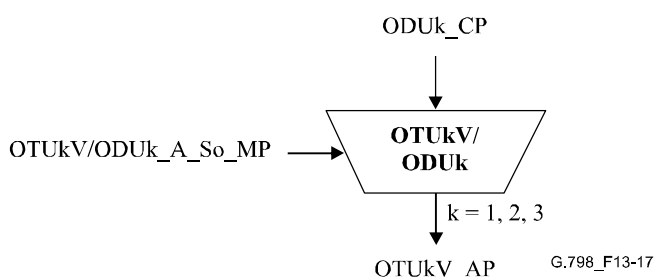 ODUk_CP
OTUkV/ODUk_A_So_MP
OTUkV/
ODUk
k = 1, 2, 3
OTUkV_AP
G.798_F13-17